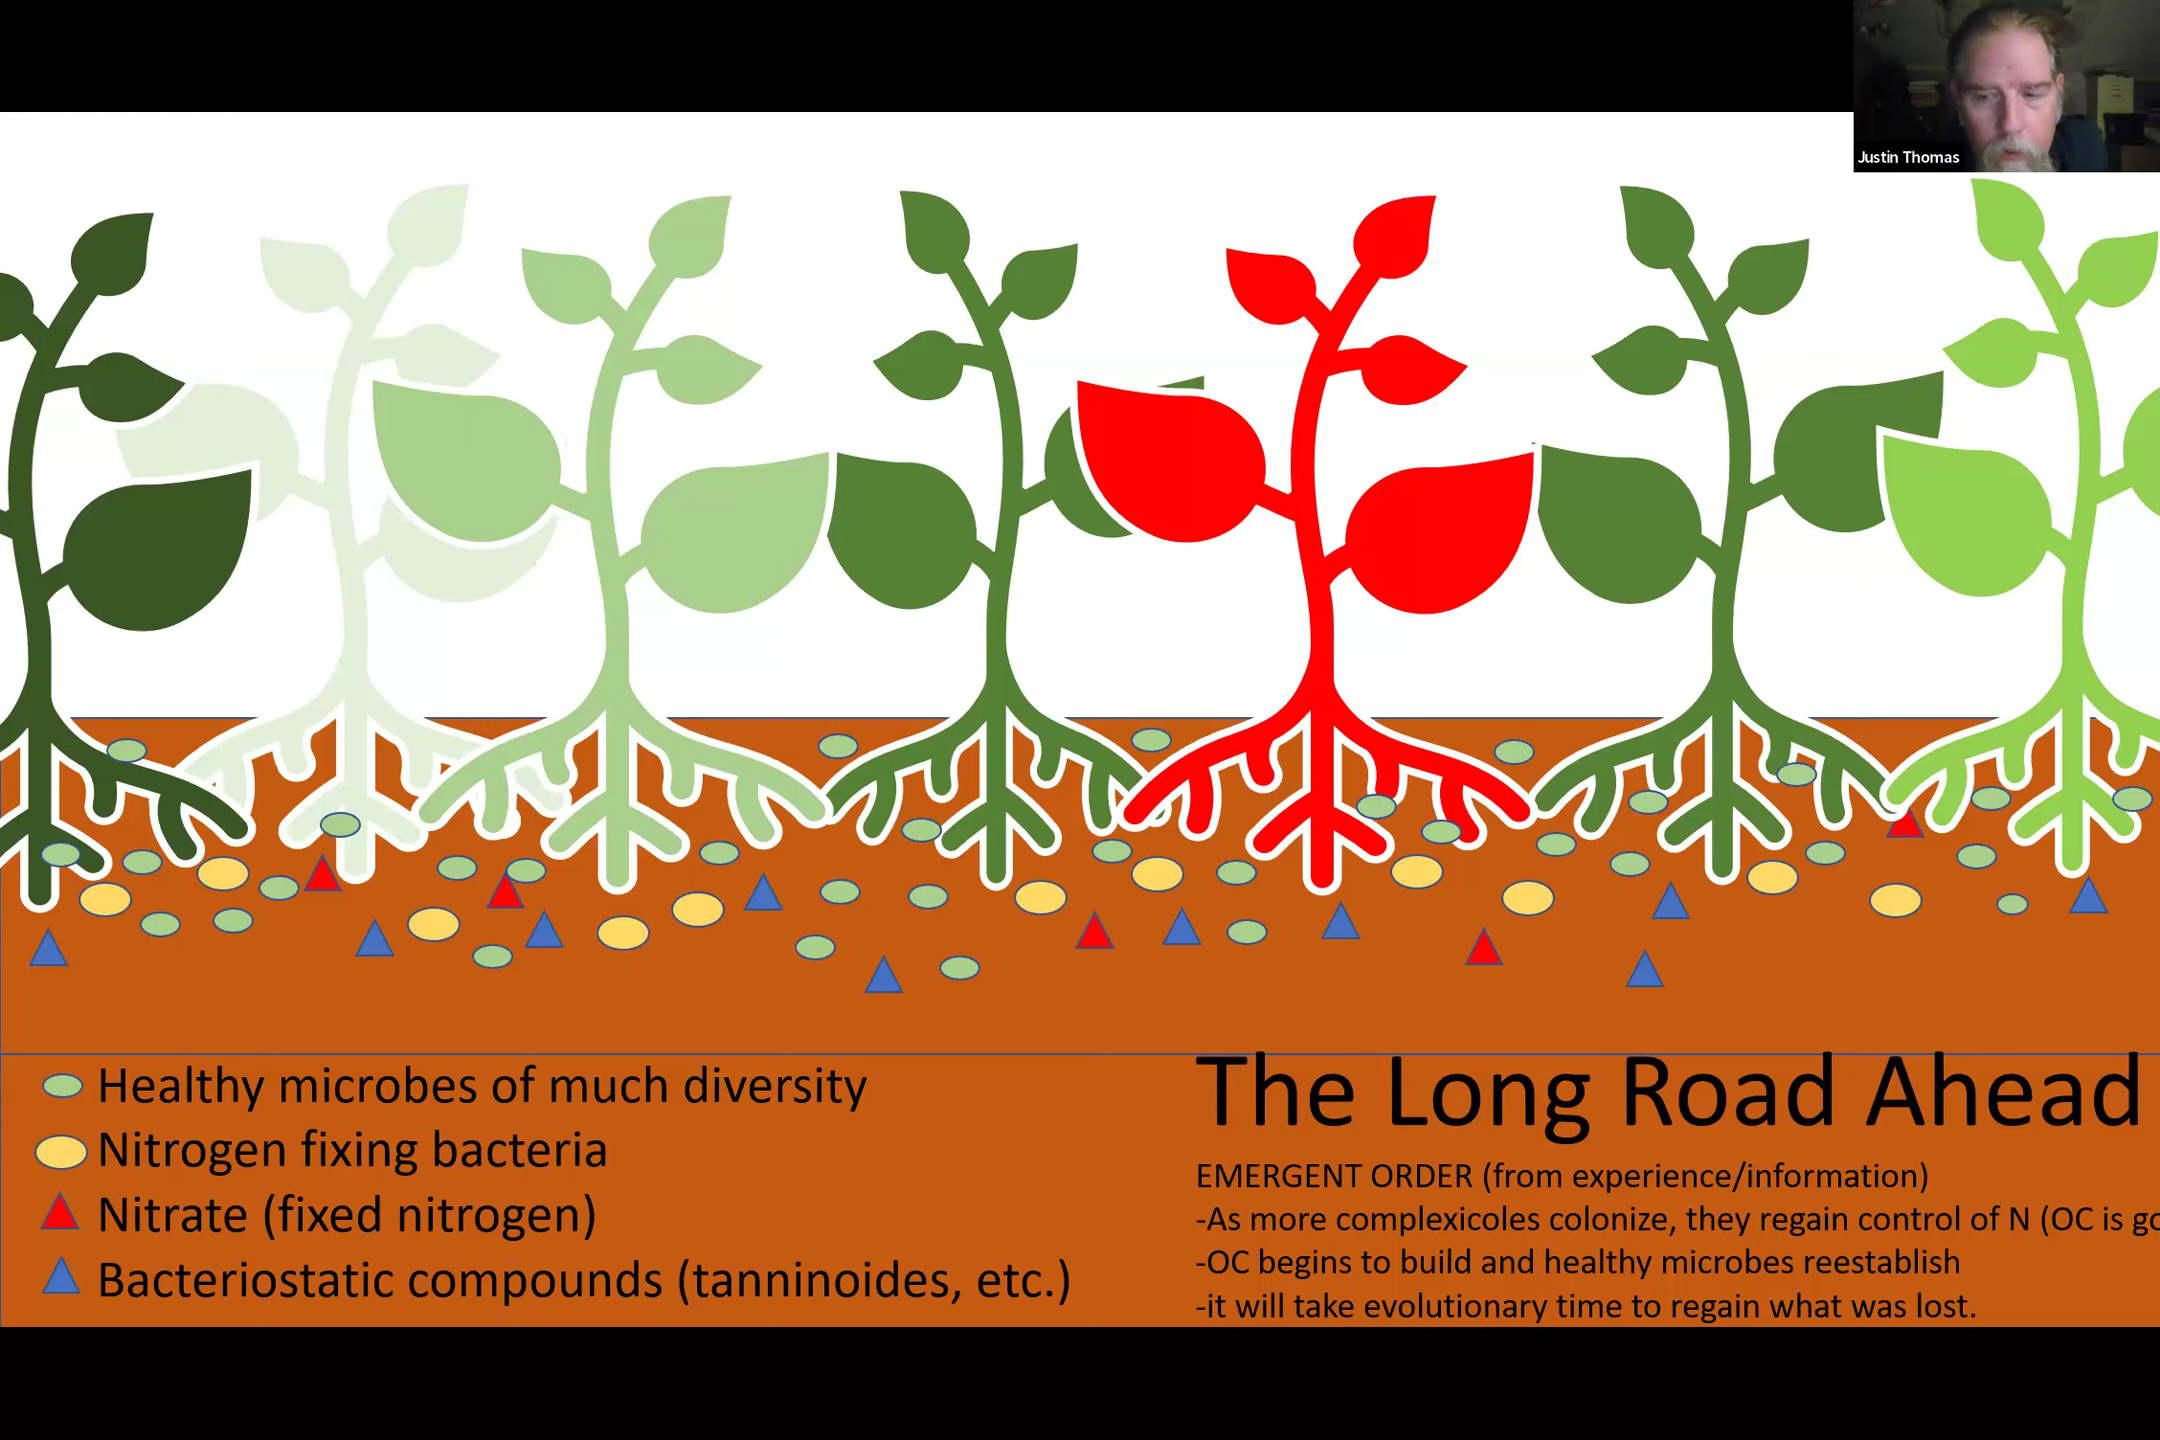 Justin Thomas
Healthy microbes of much diversity
Nitrogen fixing bacteria
Nitrate (fixed nitrogen)
Bacteriostatic compounds (tanninoides, etc.)
The Long Road Ahead
EMERGENT ORDER (from experience/information)
-As more complexicoles colonize, they regain control of N (OC is
-OC begins to build and healthy microbes reestablish
-it will take evolutionary time to regain what was lost.